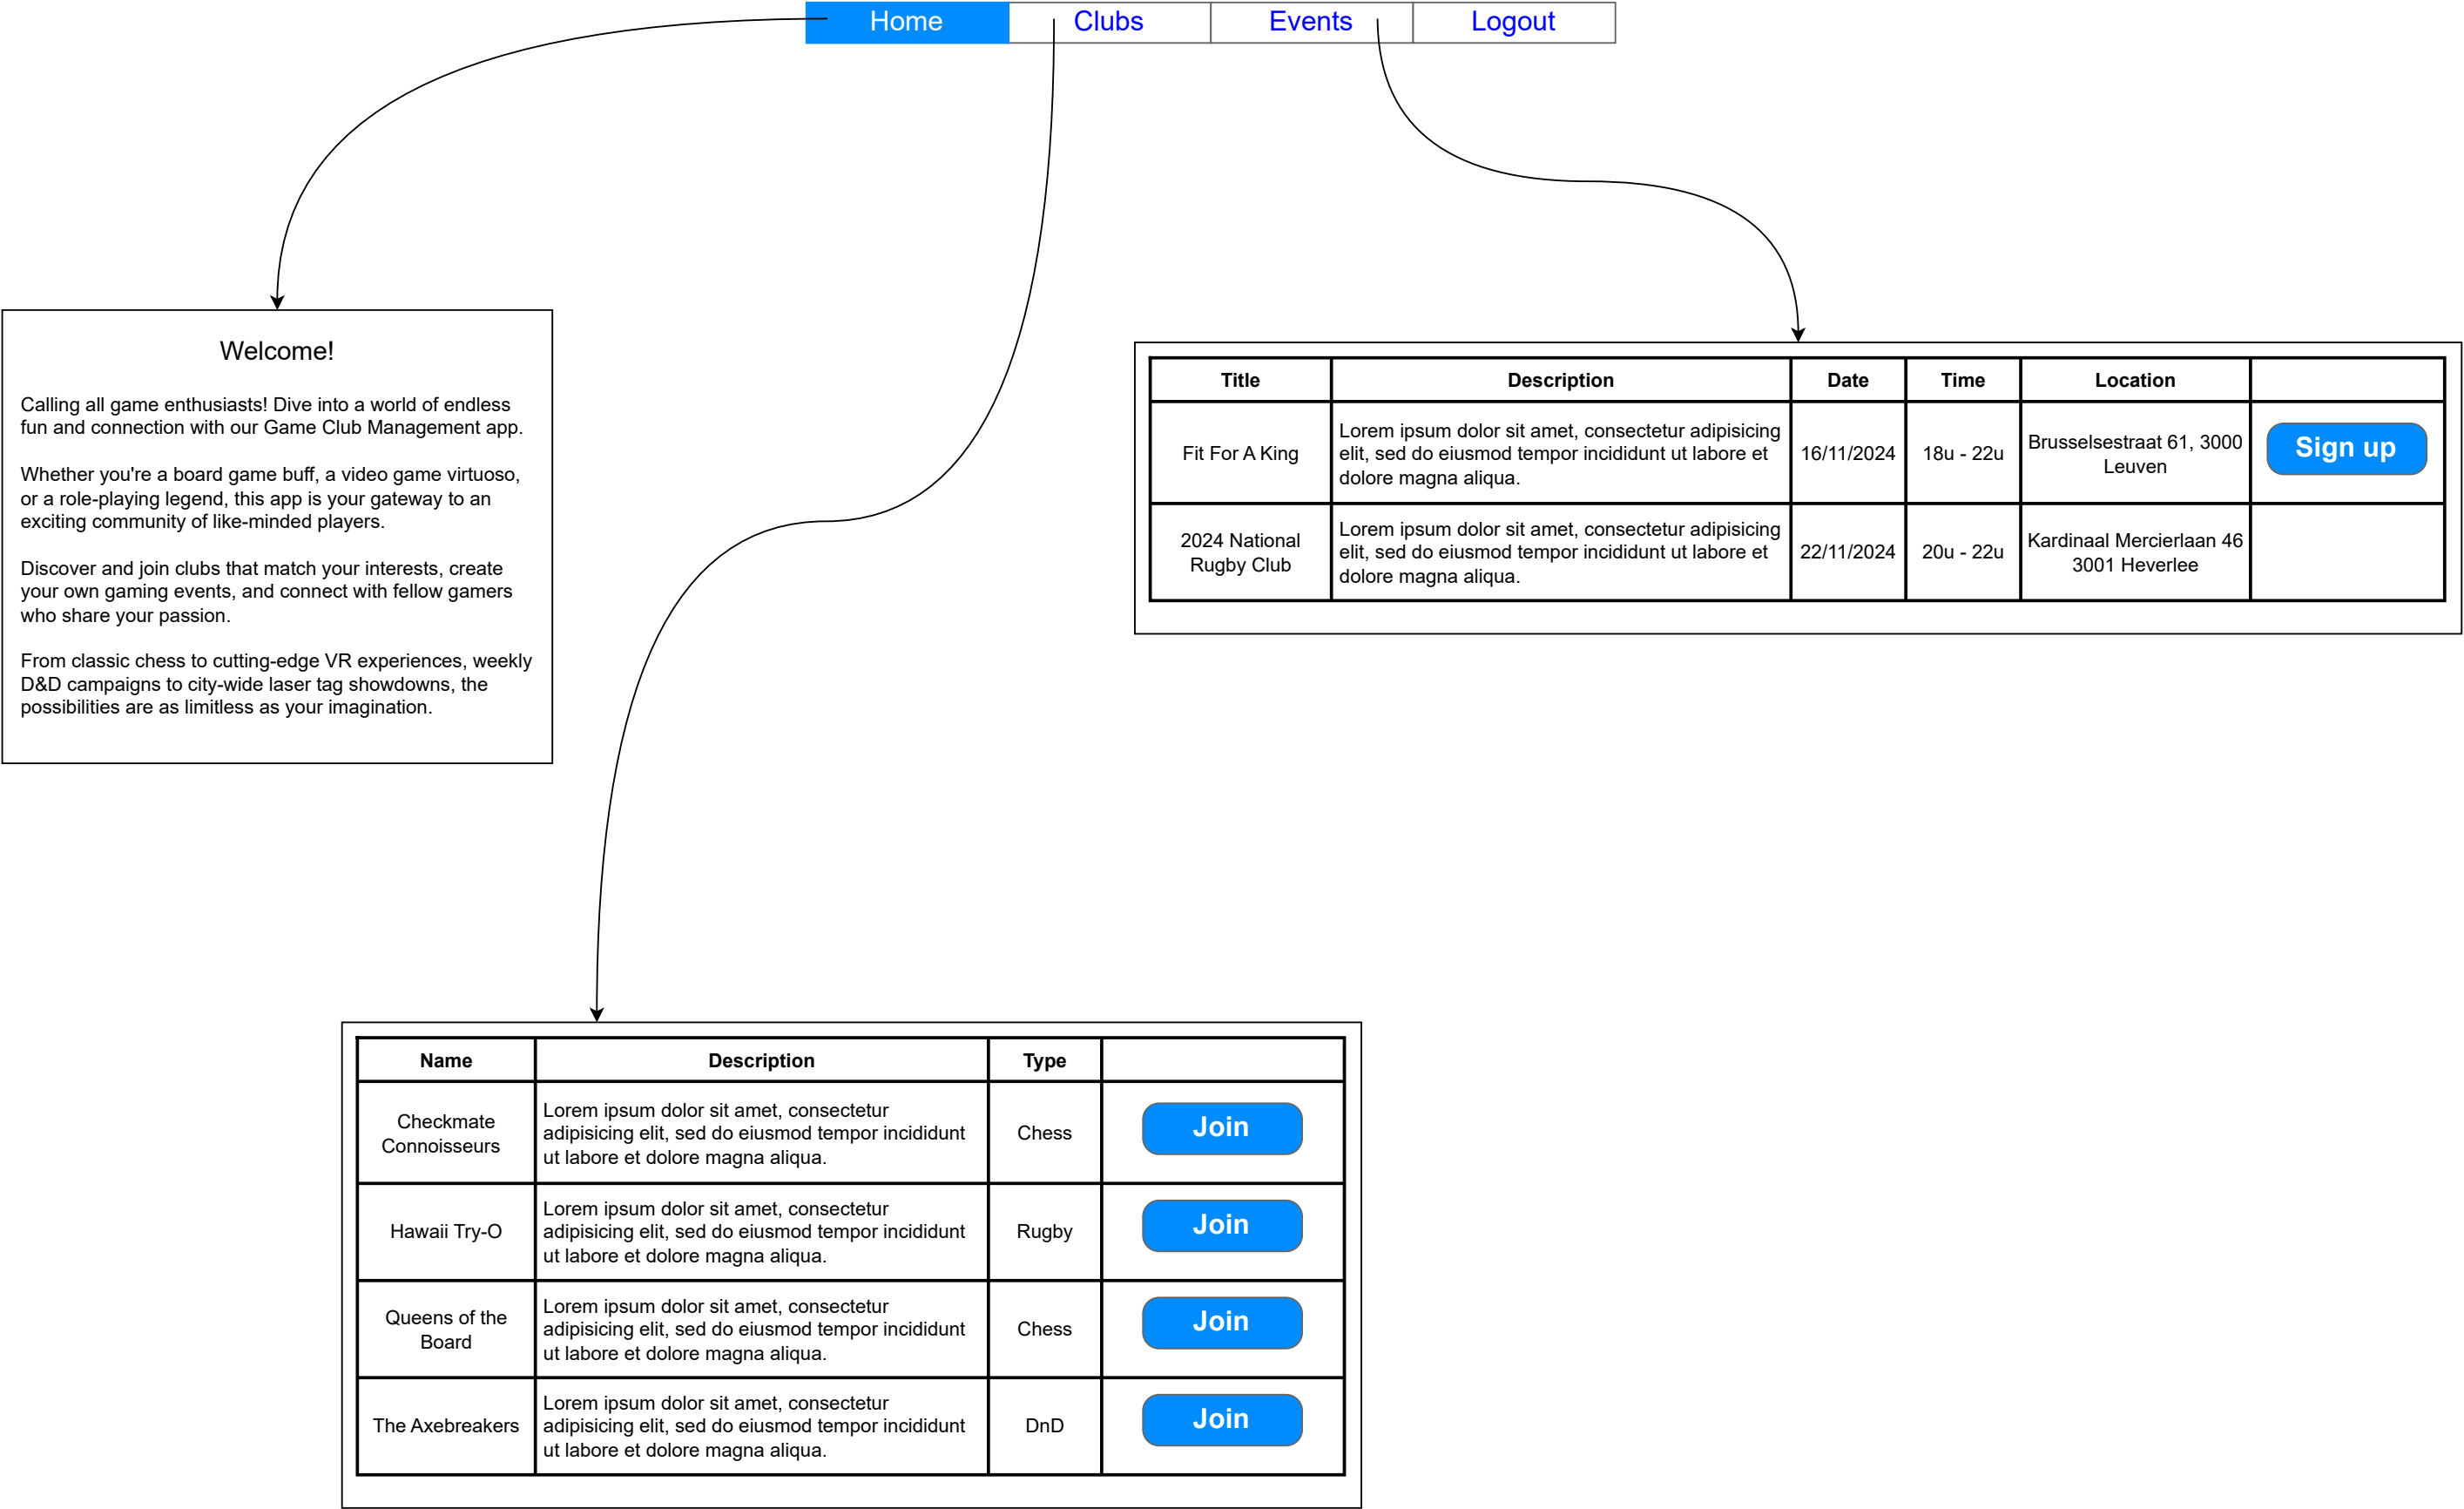 Home Clubs Events Logout
Welcome!
Calling all game enthusiasts! Dive into a world of endless
fun and connection with our Game Club Management app.
Whether you're a board game buff, a video game virtuoso,
or a role-playing legend, this app is your gateway to an
exciting community of like-minded players.
Discover and join clubs that match your interests, create
your own gaming events, and connect with fellow gamers
who share your passion.
From classic chess to cutting-edge VR experiences, weekly
D&D campaigns to city-wide laser tag showdowns, the
possibilities are as limitless as your imagination.
Title Description Date Time Location
Fit For A King
Lorem ipsum dolor sit amet, consectetur adipisicing
elit, sed do eiusmod tempor incididunt ut labore et
dolore magna aliqua.
16/11/2024
18u - 22u
Brusselsestraat 61, 3000
Leuven
Sign up
2024 National
Rugby Club
Lorem ipsum dolor sit amet, consectetur adipisicing
elit, sed do eiusmod tempor incididunt ut labore et
dolore magna aliqua.
22/11/2024
20u - 22u
Kardinaal Mercierlaan 46
3001 Heverlee
Name Description Type
Checkmate
Connoisseurs
Lorem ipsum dolor sit amet, consectetur
adipisicing elit, sed do eiusmod tempor incididunt
ut labore et dolore magna aliqua.
Chess
Join
Hawaii Try-O
Lorem ipsum dolor sit amet, consectetur
adipisicing elit, sed do eiusmod tempor incididunt
ut labore et dolore magna aliqua.
Rugby
Join
Queens of the
Board
Lorem ipsum dolor sit amet, consectetur
adipisicing elit, sed do eiusmod tempor incididunt
ut labore et dolore magna aliqua.
Chess
Join
The Axebreakers
Lorem ipsum dolor sit amet, consectetur
adipisicing elit, sed do eiusmod tempor incididunt
ut labore et dolore magna aliqua.
DnD
Join